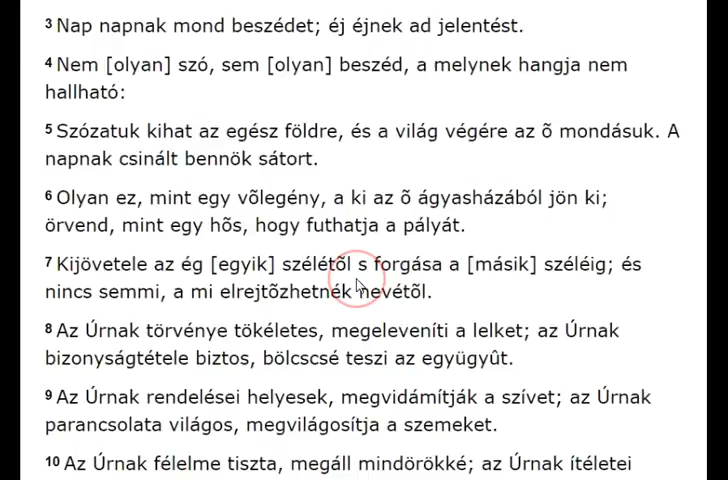 3 Nap napnak mond beszédet; éj éjnek ad jelentést.
4 Nem [olyan] szó, sem [olyan] beszéd, a melynek hangja nem
hallható:
5 Szózatuk kihat az egész földre, és a világ végére az õ mondásuk. A
napnak csinált bennök sátort.
6 Olyan ez, mint egy võlegény, a ki az õ ágyasházából jön ki;
örvend, mint egy hõs, hogy futhatja a pályát.
7 Kijövetele az ég [egyik] szélétõl s forgása a [másik] széléig; és
nincs semmi, a mi elrejtõzhetnék hevétõl.
8 Az Úrnak törvénye tökéletes, megeleveníti a lelket; az Úrnak
bizonyságtétele biztos, bölcscsé teszi az együgyût.
9 Az Úrnak rendelései helyesek, megvidámítják a szívet; az Úrnak
parancsolata világos, megvilágosítja a szemeket.
10 Az Úrnak félelme tiszta, megáll mindörökké; az Úrnak ítéletei